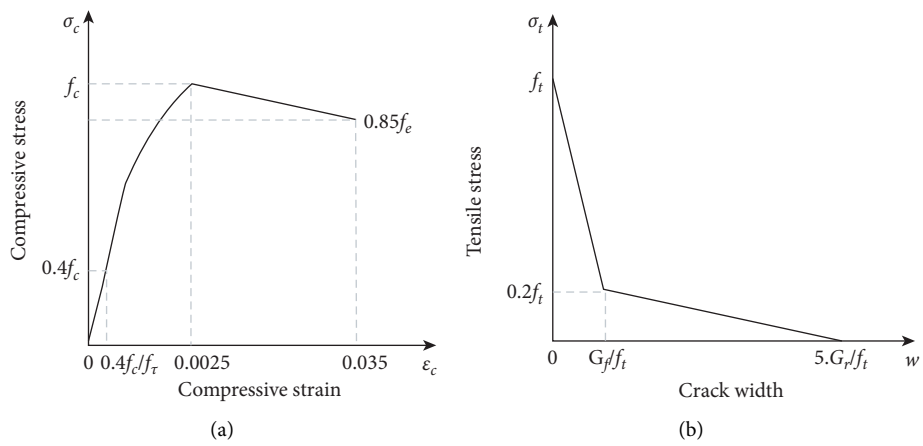 σc
fc
0.85fe
0.4fc
0
0.4fc/fτ
0.0025
0.035
εc
Compressive stress
Compressive strain
(a)
σt
ft
0.2ft
0
Gf/ft
5.Gr/ft
w
Tensile stress
Crack width
(b)